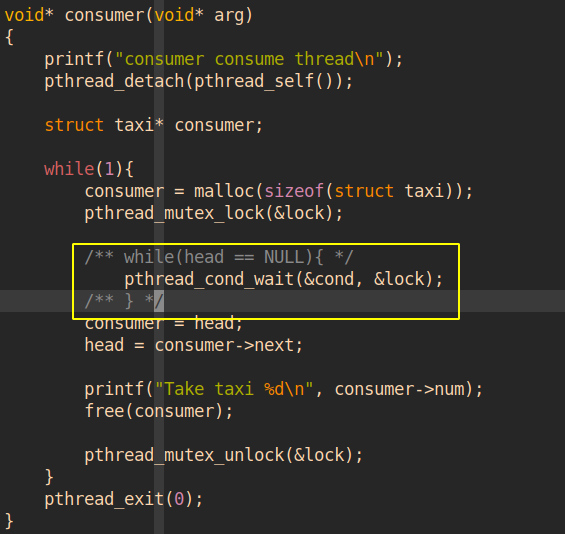 void* consumer(void* arg)
{
    printf("consumer consume thread\n");
    pthread_detach(pthread_self());
    struct taxi* consumer;
    while(1){
        consumer = malloc(sizeof(struct taxi));
        pthread_mutex_lock(&lock);
        /** while(head == NULL){ */
            pthread_cond_wait(&cond, &lock);
        /** } */
        consumer = head;
        head = consumer->next;
        printf("Take taxi %d\n", consumer->num);
        free(consumer);
        pthread_mutex_unlock(&lock);
    }
    pthread_exit(0);
}